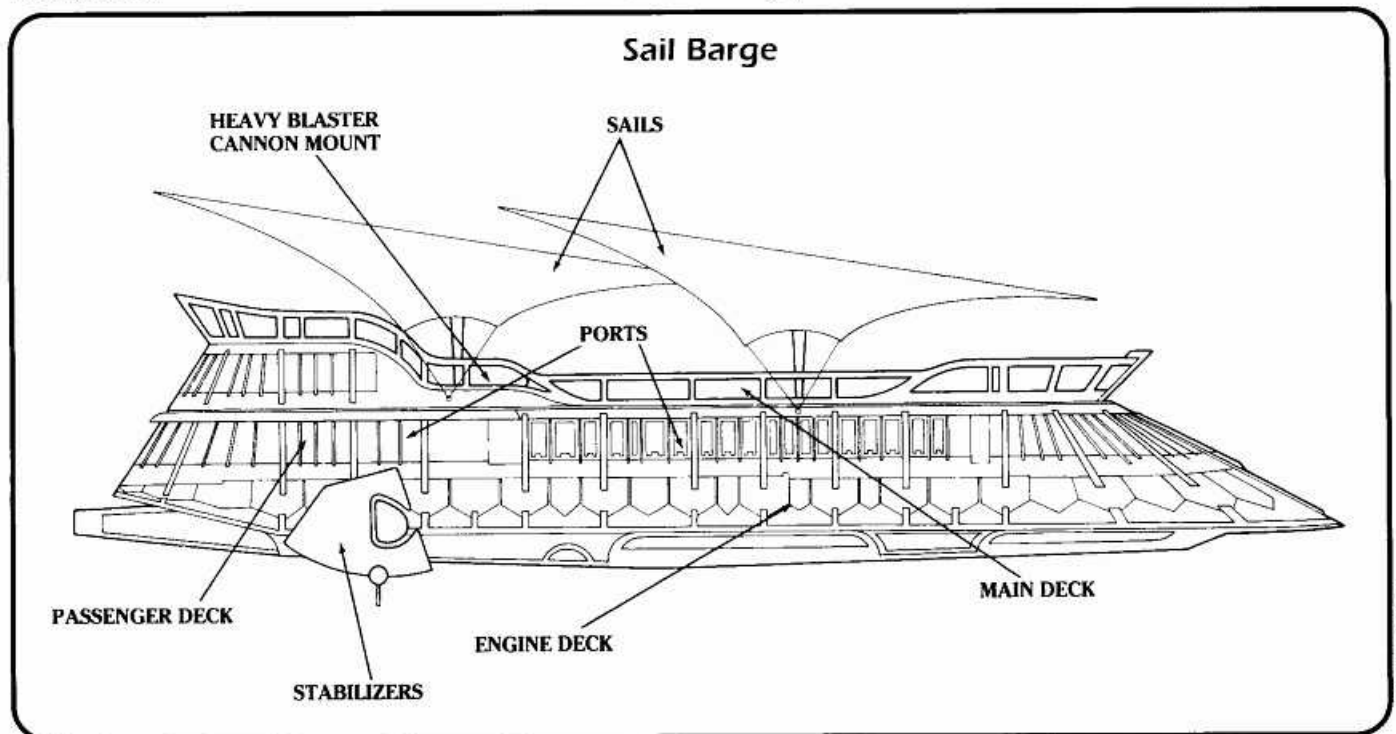 Sail Barge
HEAVY BLASTER
CANNON MOUNT
SAILS
PORTS
PASSENGER DECK
STABILIZERS
ENGINE DECK
MAIN DECK